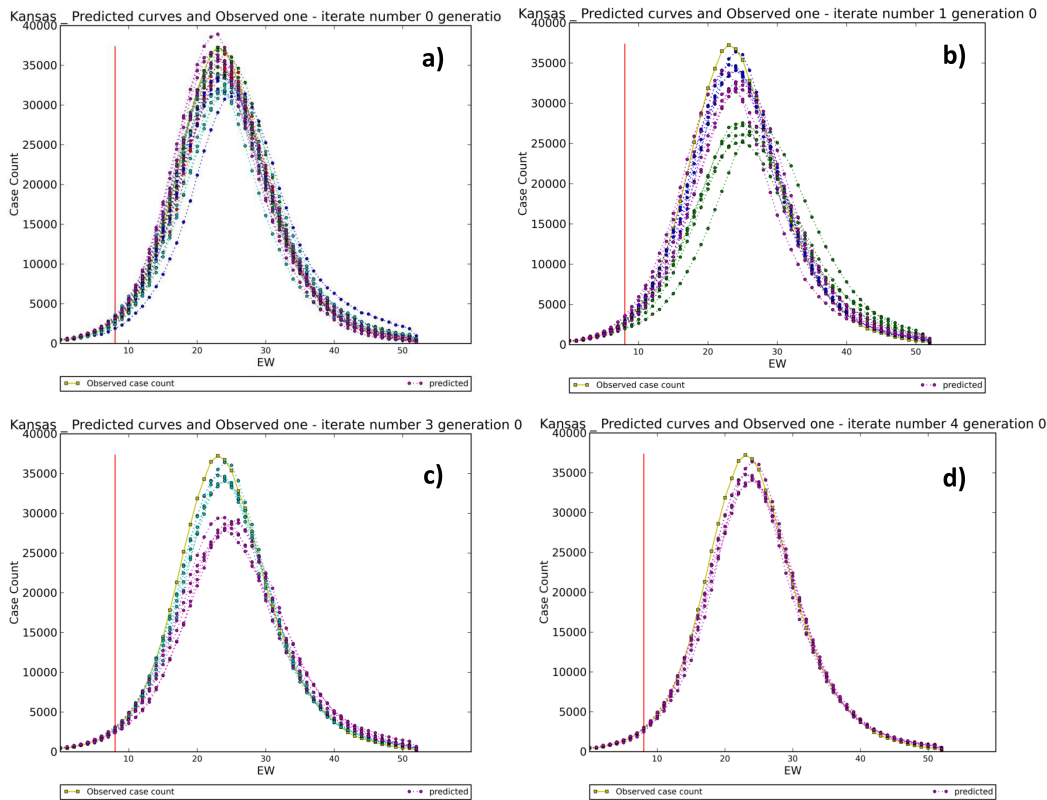 Kansas _ Predicted curves and Observed one - iterate number 0 generatio
a)
Case Count
40000
35000
30000
25000
20000
15000
10000
5000
0
10 20 30 40 50
EW
Observed case count predicted
Kansas _ Predicted curves and Observed one - iterate number 1 generation 0
b)
Case Count
40000
35000
30000
25000
20000
15000
10000
5000
0
10 20 30 40 50
EW
Observed case count predicted
Kansas _ Predicted curves and Observed one - iterate number 3 generation 0
c)
Case Count
40000
35000
30000
25000
20000
15000
10000
5000
0
10 20 30 40 50
EW
Observed case count predicted
Kansas _ Predicted curves and Observed one - iterate number 4 generation 0
d)
Case Count
40000
35000
30000
25000
20000
15000
10000
5000
0
10 20 30 40 50
EW
Observed case count predicted